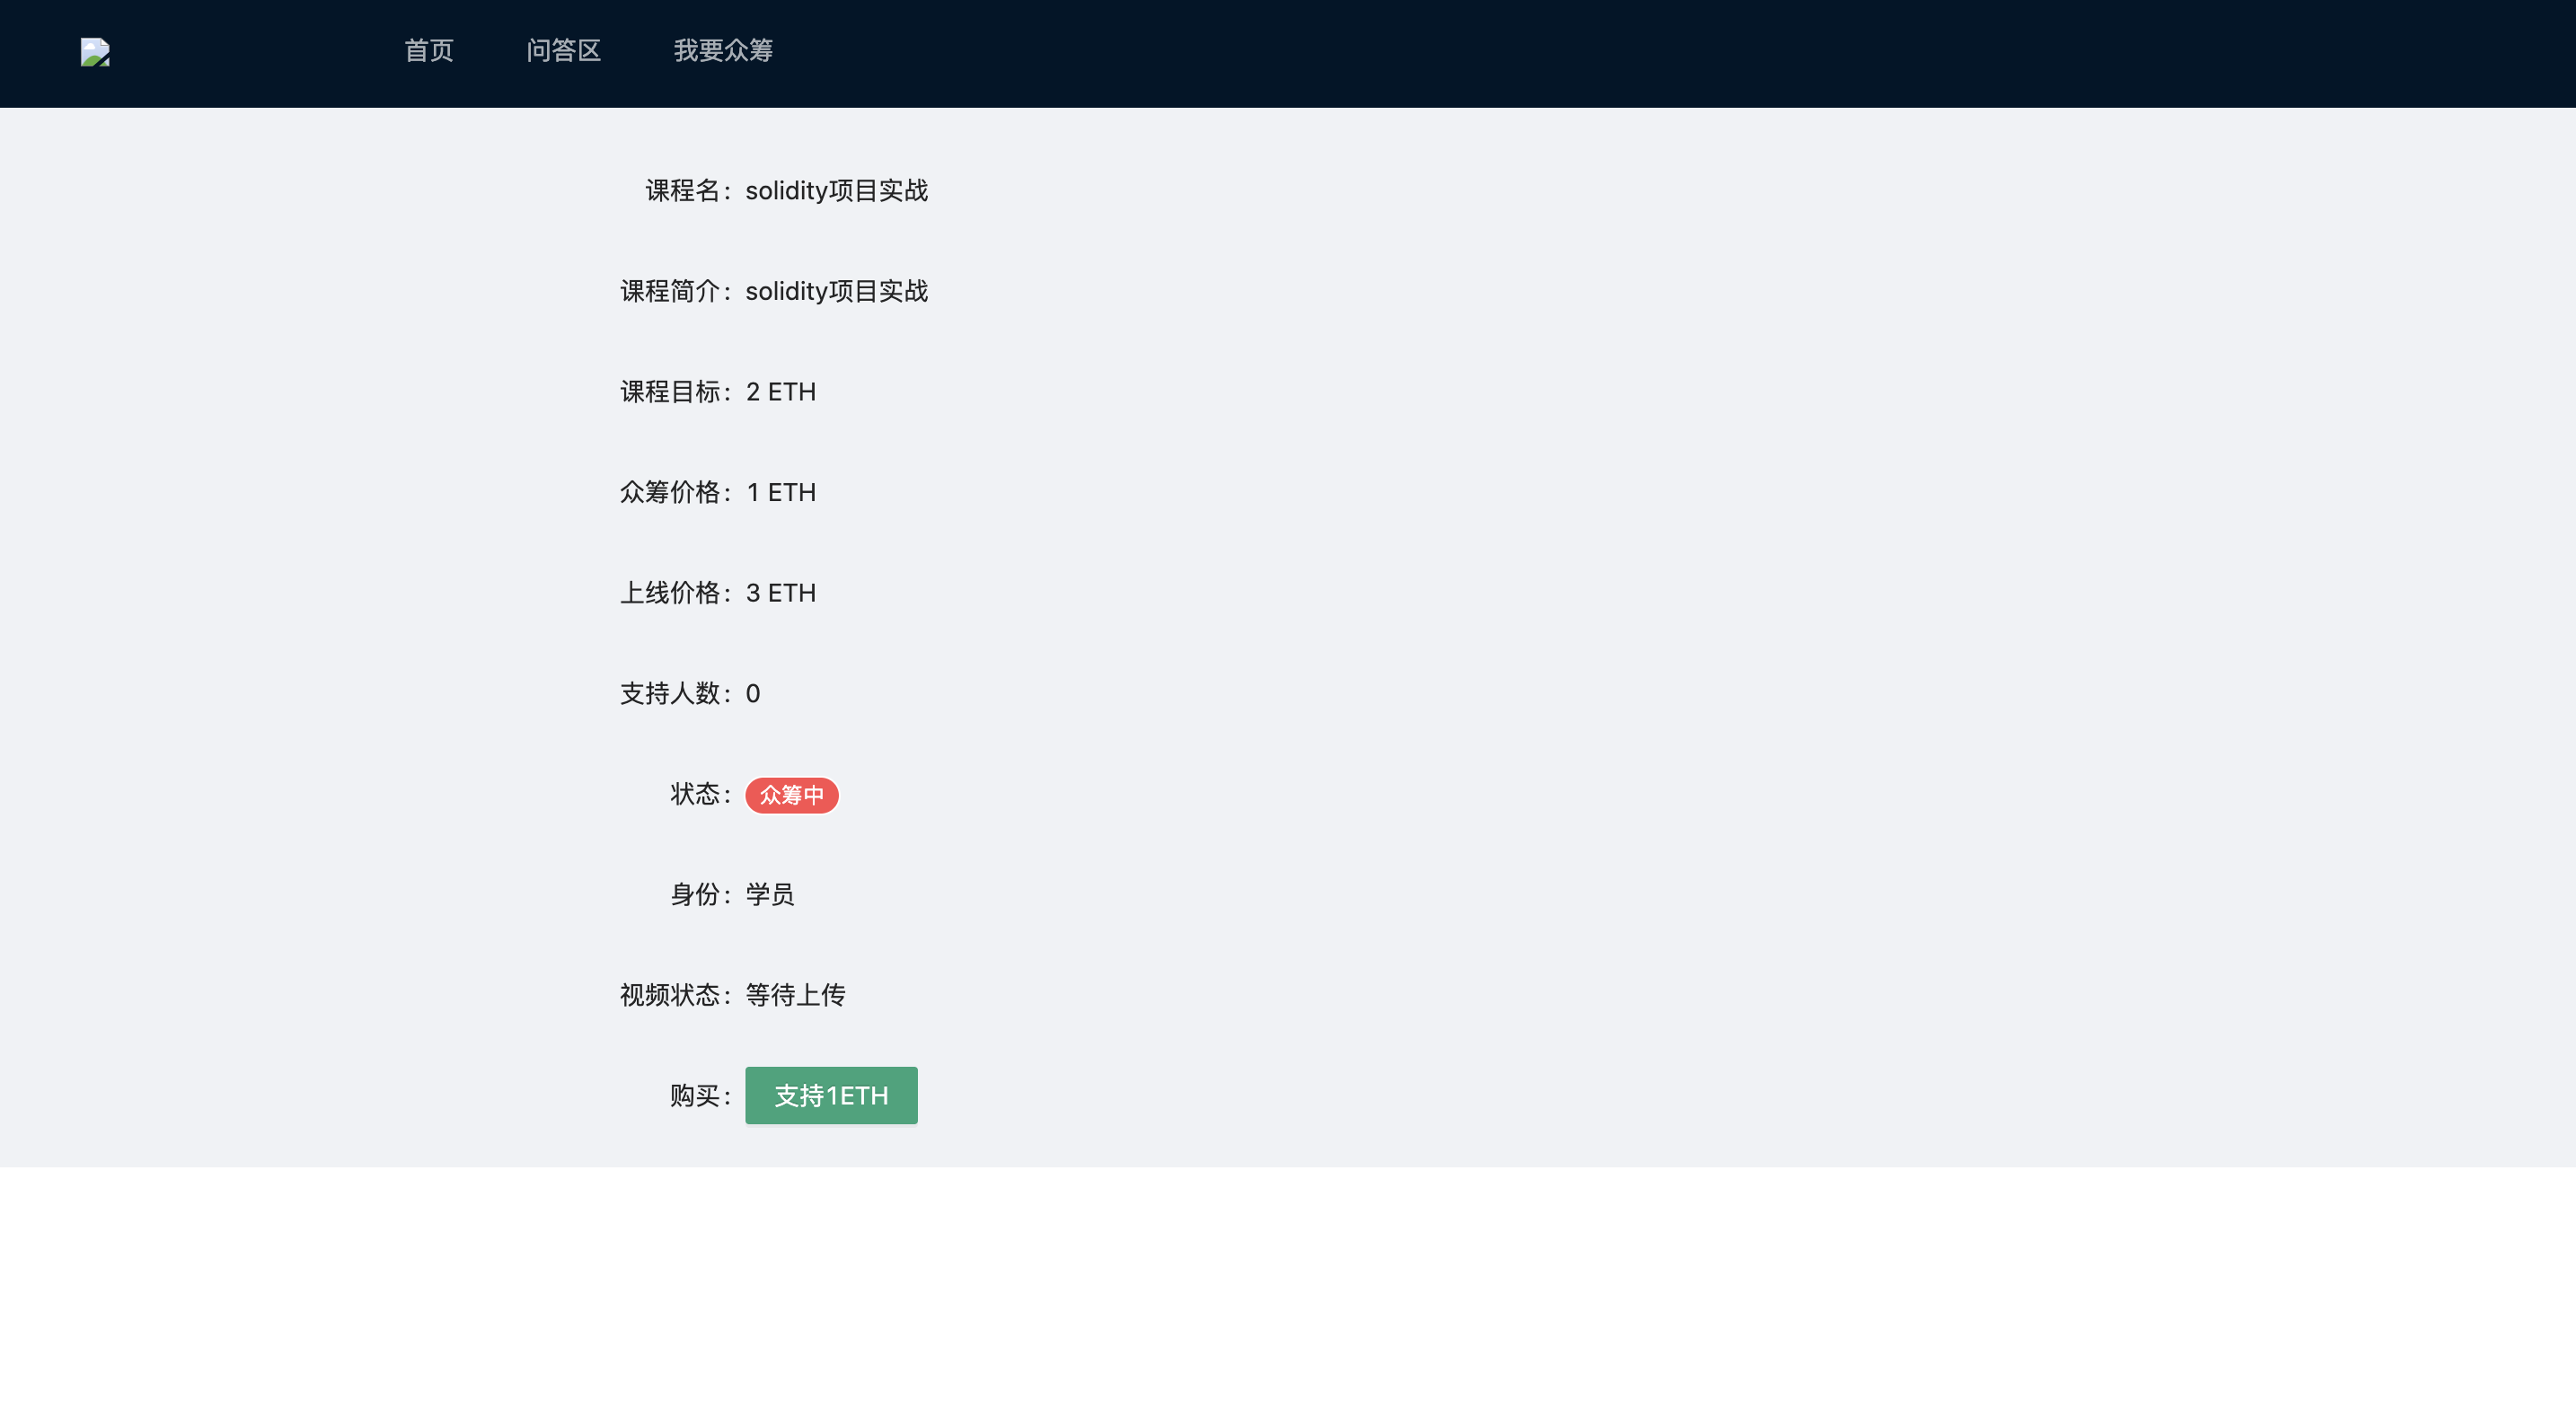 首页 问答区 我要众筹
课程名： solidity项目实战
课程简介： solidity项目实战
课程目标： 2 ETH
众筹价格： 1 ETH
上线价格： 3 ETH
支持人数： 0
状态： 众筹中
身份： 学员
视频状态： 等待上传
购买： 支持1ETH